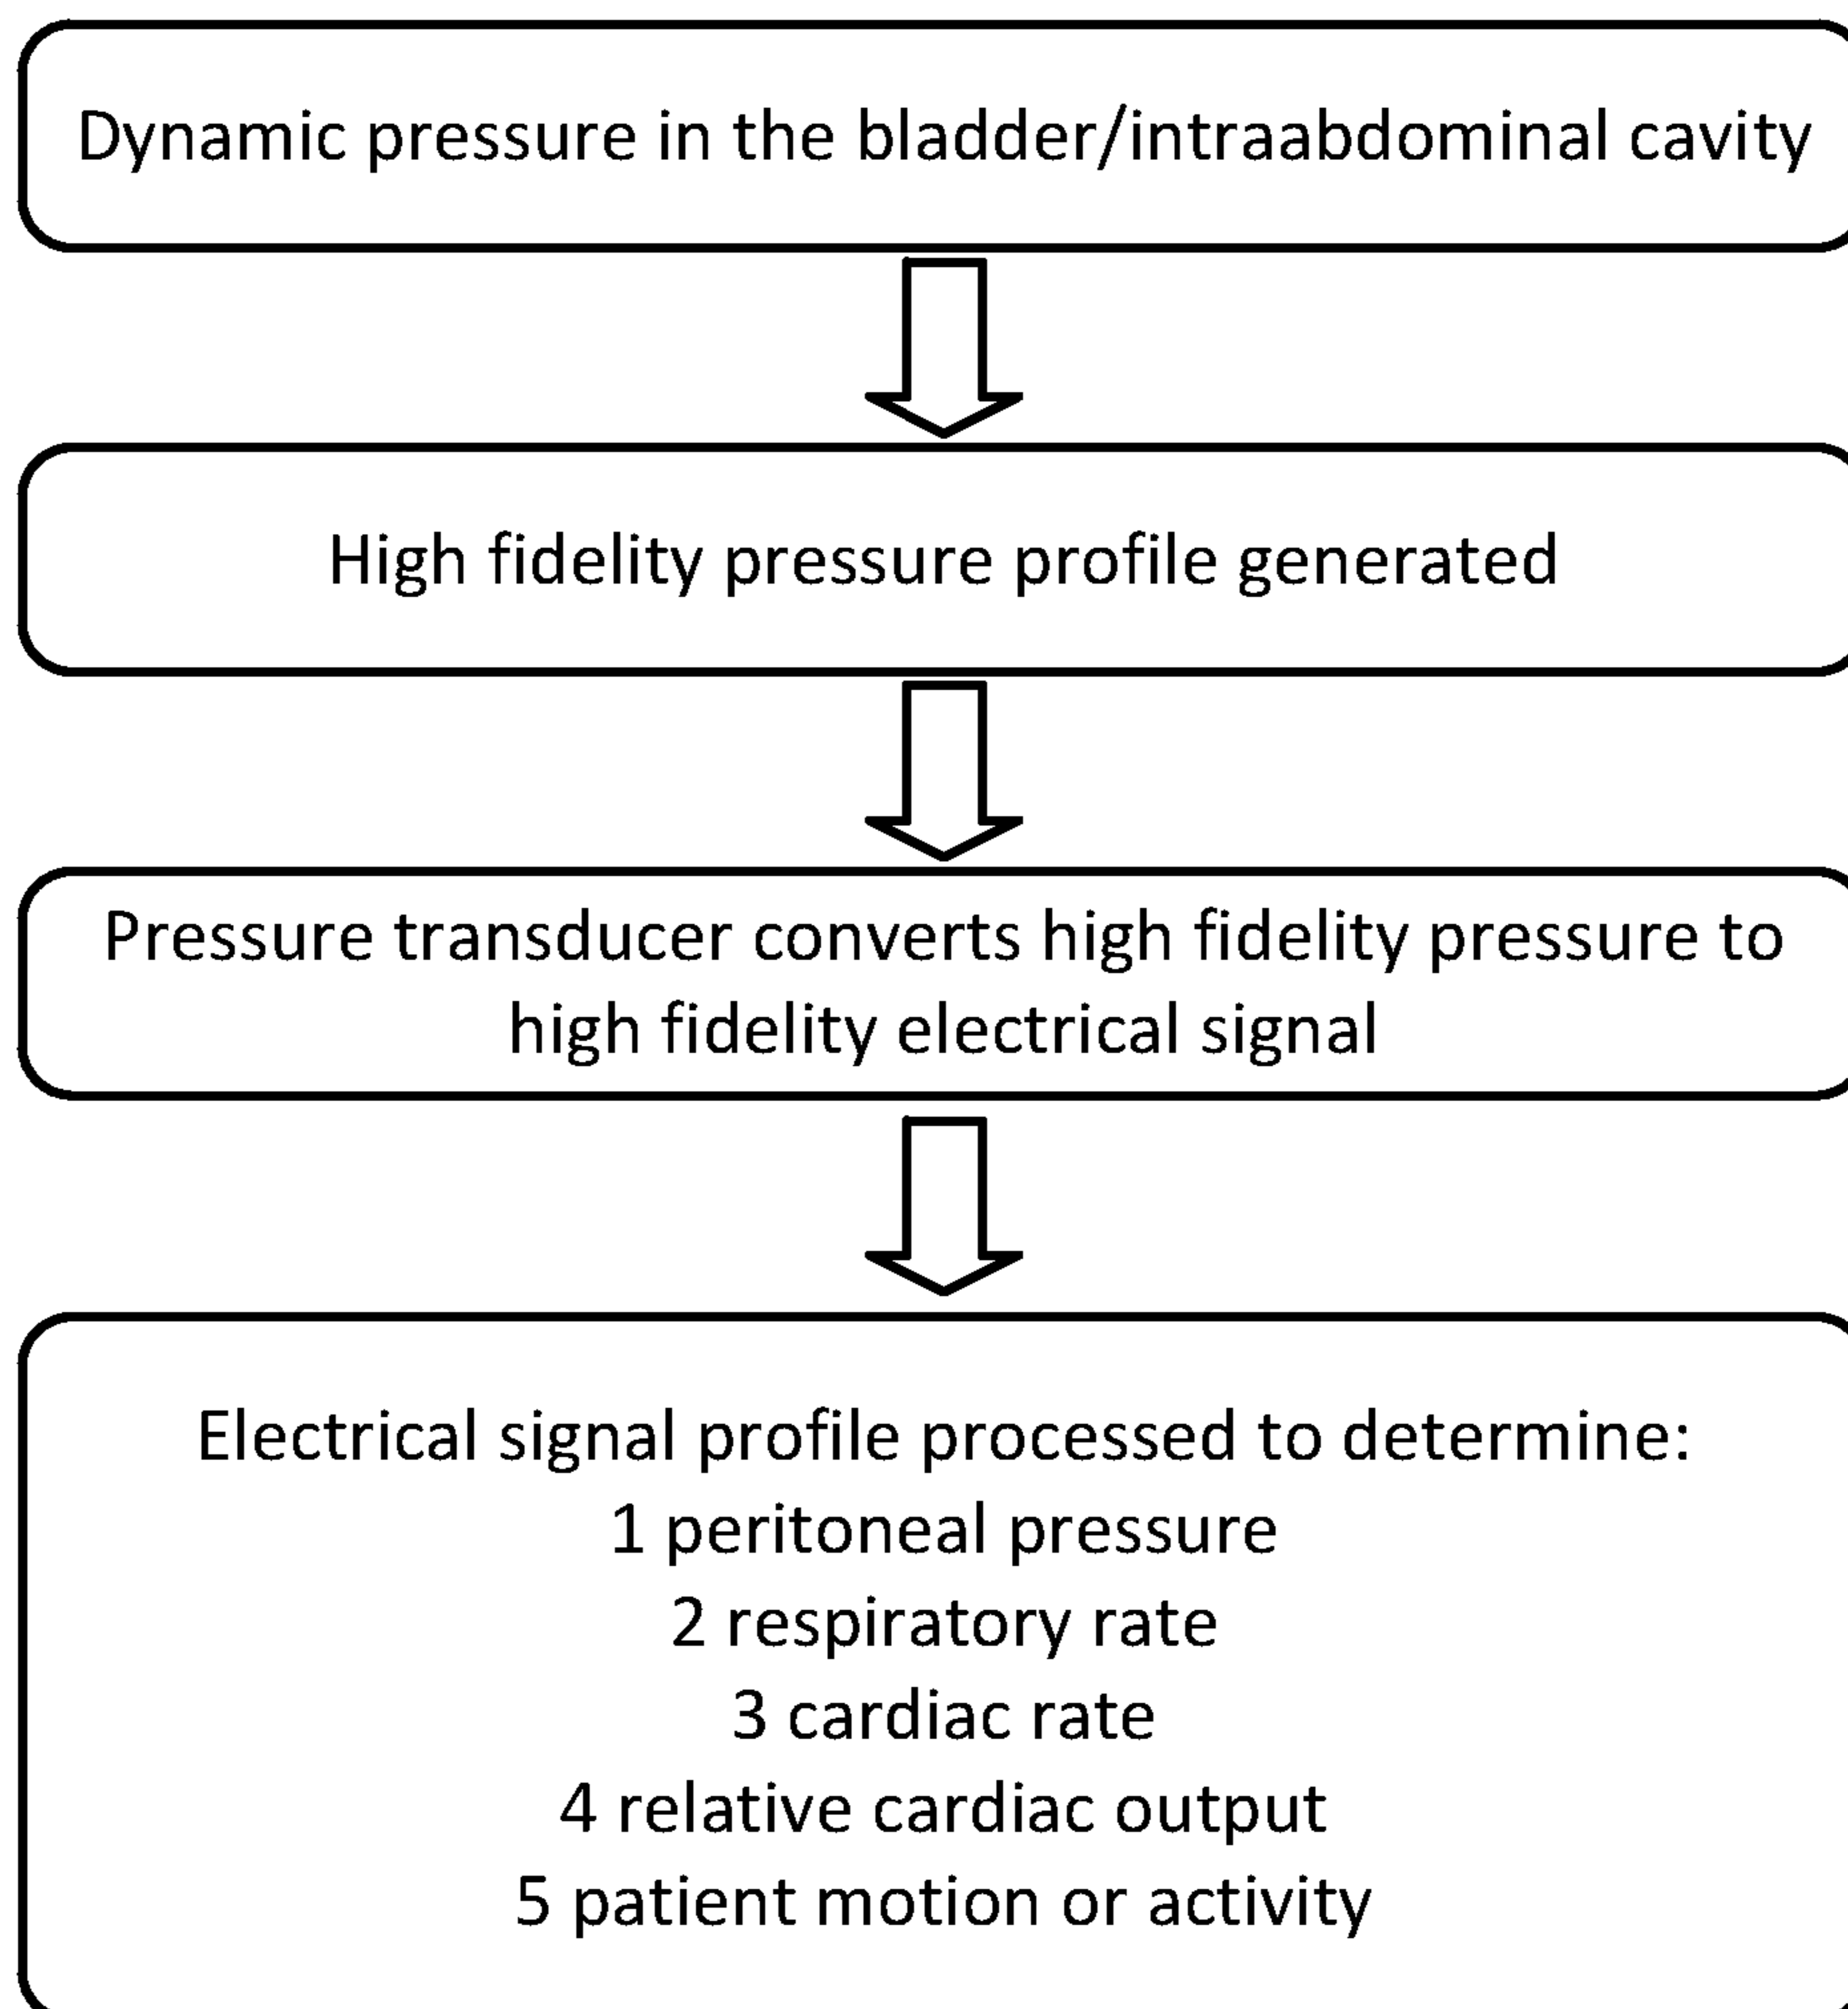 Dynamic pressure in the bladder/intraabdominal cavity
High fidelity pressure profile generated
Pressure transducer converts high fidelity pressure to
high fidelity electrical signal
Electrical signal profile processed to determine:
1 peritoneal pressure
2 respiratory rate
3 cardiac rate
4 relative cardiac output
5 patient motion or activity